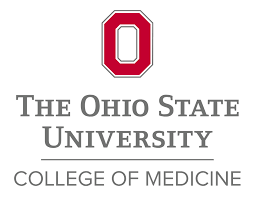 O
THE OHIO STATE
UNIVERSITY
COLLEGE OF MEDICINE